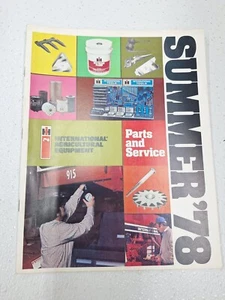 SUMMER '78
INTERNATIONAL
AGRICULTURAL
EQUIPMENT
Parts
and
Service
915